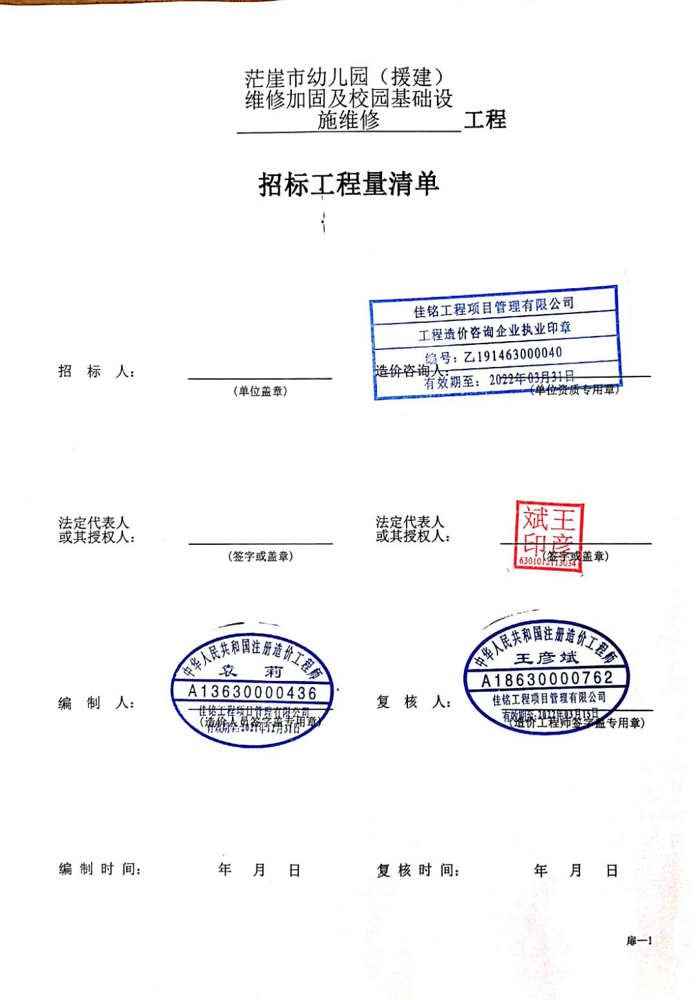 茫崖市幼儿园（援建）
维修加固及校园基础设
施维修 工程
招标工程量清单
佳铭工程项目管理有限公司
工程造价咨询企业执业印章
编号：乙191463000040
有效期至：2022年03月31日
招 标 人：
(单位盖章)
造价咨询人：
(单位资质专用章)
法定代表人
或其授权人：
(签字或盖章)
法定代表人
或其授权人：
(签字或盖章)
斌王
印彦
6301012113034
编 制 人：
中华人民共和国注册造价工程师
袁 莉
A13630000436
佳铭工程项目管理有限公司
有效期至:2021年12月31日
(造价人员签字盖专用章)
复 核 人：
中华人民共和国注册造价工程师
王彦斌
A18630000762
佳铭工程项目管理有限公司
有效期至:2022年03月15日
(造价工程师签字盖专用章)
编 制 时 间： 年 月 日
复 核 时 间： 年 月 日
扉—1